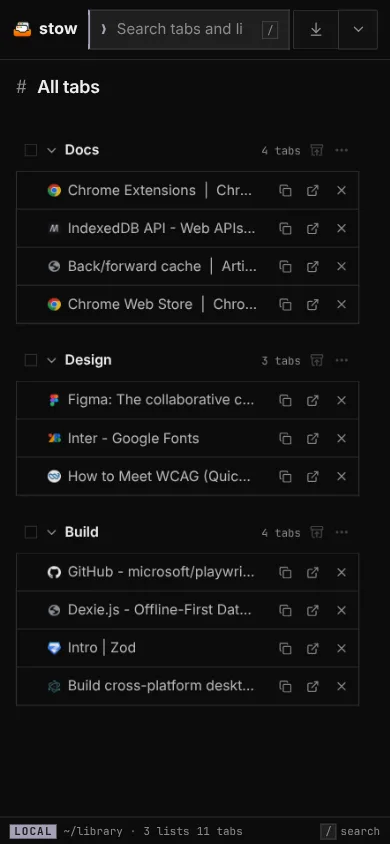 stow
❯ Search tabs and li /
# All tabs
Docs 4 tabs
Chrome Extensions | Chr...
IndexedDB API - Web APIs...
Back/forward cache | Arti...
Chrome Web Store | Chro...
Design 3 tabs
Figma: The collaborative c...
Inter - Google Fonts
How to Meet WCAG (Quic...
Build 4 tabs
GitHub - microsoft/playwri...
Dexie.js - Offline-First Dat...
Intro | Zod
Build cross-platform deskt...
LOCAL ~/library · 3 lists 11 tabs / search